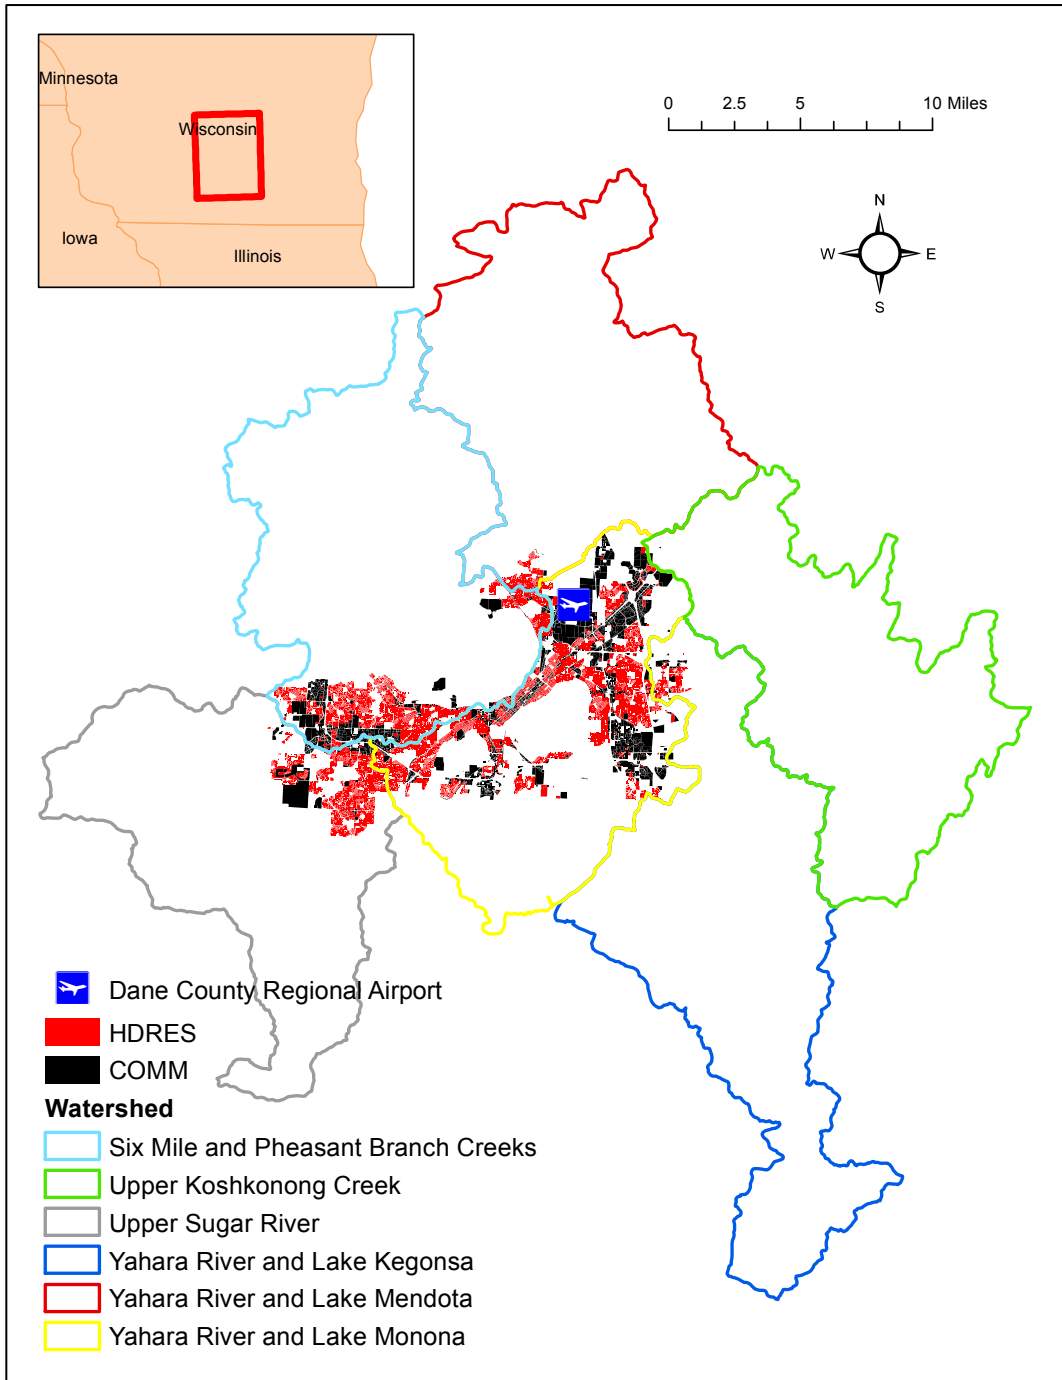 Minnesota
Wisconsin
Iowa
Illinois
0 2.5 5 10 Miles
N
W E
S
Dane County Regional Airport
HDRES
COMM
Watershed
Six Mile and Pheasant Branch Creeks
Upper Koshkonong Creek
Upper Sugar River
Yahara River and Lake Kegonsa
Yahara River and Lake Mendota
Yahara River and Lake Monona